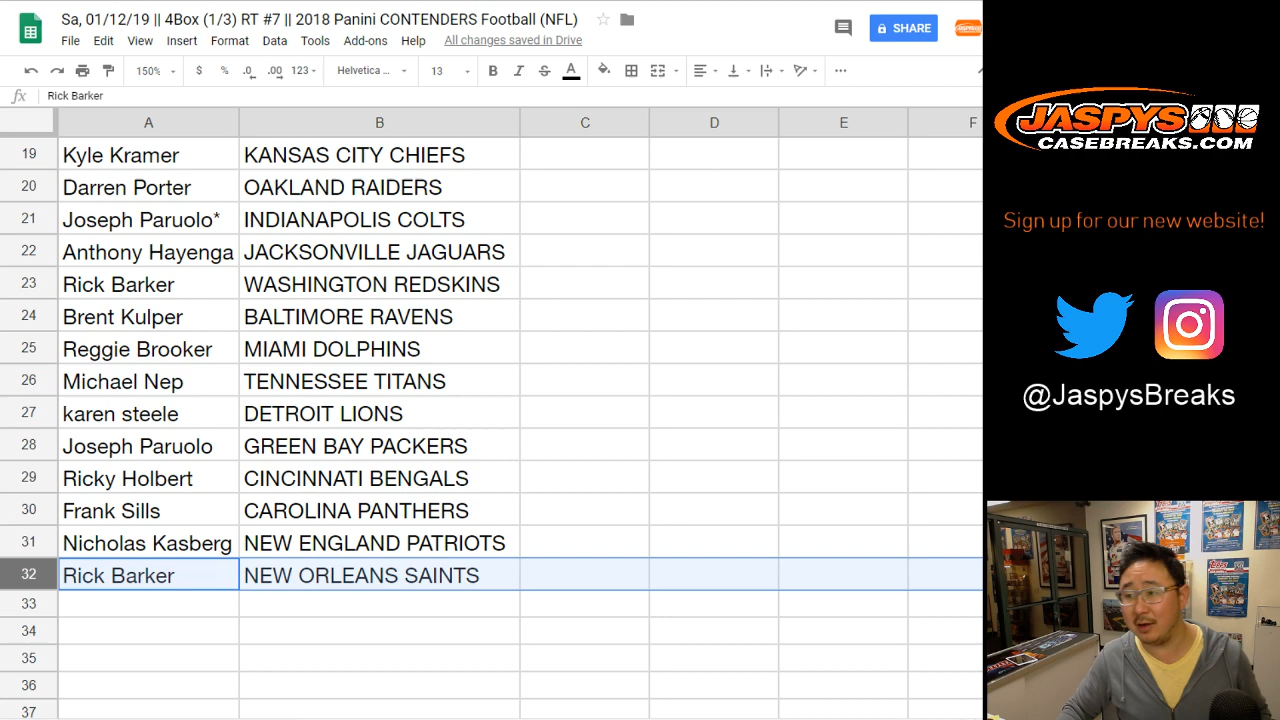 Sa, 01/12/19 || 4Box (1/3) RT #7 || 2018 Panini CONTENDERS Football (NFL)
File Edit View Insert Format Data Tools Add-ons Help All changes saved in Drive
SHARE
150% $ % .0 .00 123 Helvetica ... 13 B I S A
fx Rick Barker
A B C D E F
19 Kyle Kramer KANSAS CITY CHIEFS
20 Darren Porter OAKLAND RAIDERS
21 Joseph Paruolo* INDIANAPOLIS COLTS
22 Anthony Hayenga JACKSONVILLE JAGUARS
23 Rick Barker WASHINGTON REDSKINS
24 Brent Kulper BALTIMORE RAVENS
25 Reggie Brooker MIAMI DOLPHINS
26 Michael Nep TENNESSEE TITANS
27 karen steele DETROIT LIONS
28 Joseph Paruolo GREEN BAY PACKERS
29 Ricky Holbert CINCINNATI BENGALS
30 Frank Sills CAROLINA PANTHERS
31 Nicholas Kasberg NEW ENGLAND PATRIOTS
32 Rick Barker NEW ORLEANS SAINTS
33
34
35
36
37
JASPYS
CASEBREAKS.COM
Sign up for our new website!
@JaspysBreaks